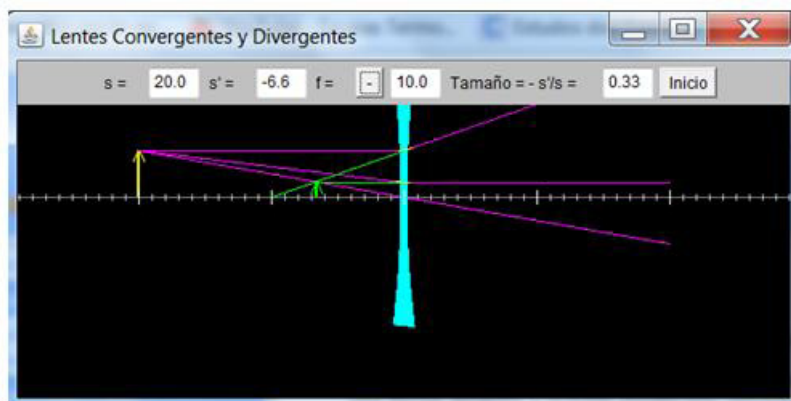 Lentes Convergentes y Divergentes
s = 20.0 s' = -6.6 f = - 10.0 Tamaño = - s'/s = 0.33 Inicio